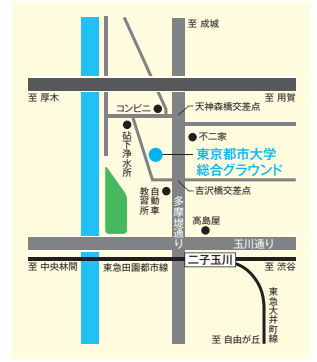 至 成城
至 厚木
至 用賀
コンビニ
天神森橋交差点
砧下浄水所
不二家
東京都市大学
総合グラウンド
自動車
教習所
吉沢橋交差点
多摩堤通り
高島屋
玉川通り
至 中央林間
東急田園都市線
二子玉川
至 渋谷
東急大井町線
至 自由が丘